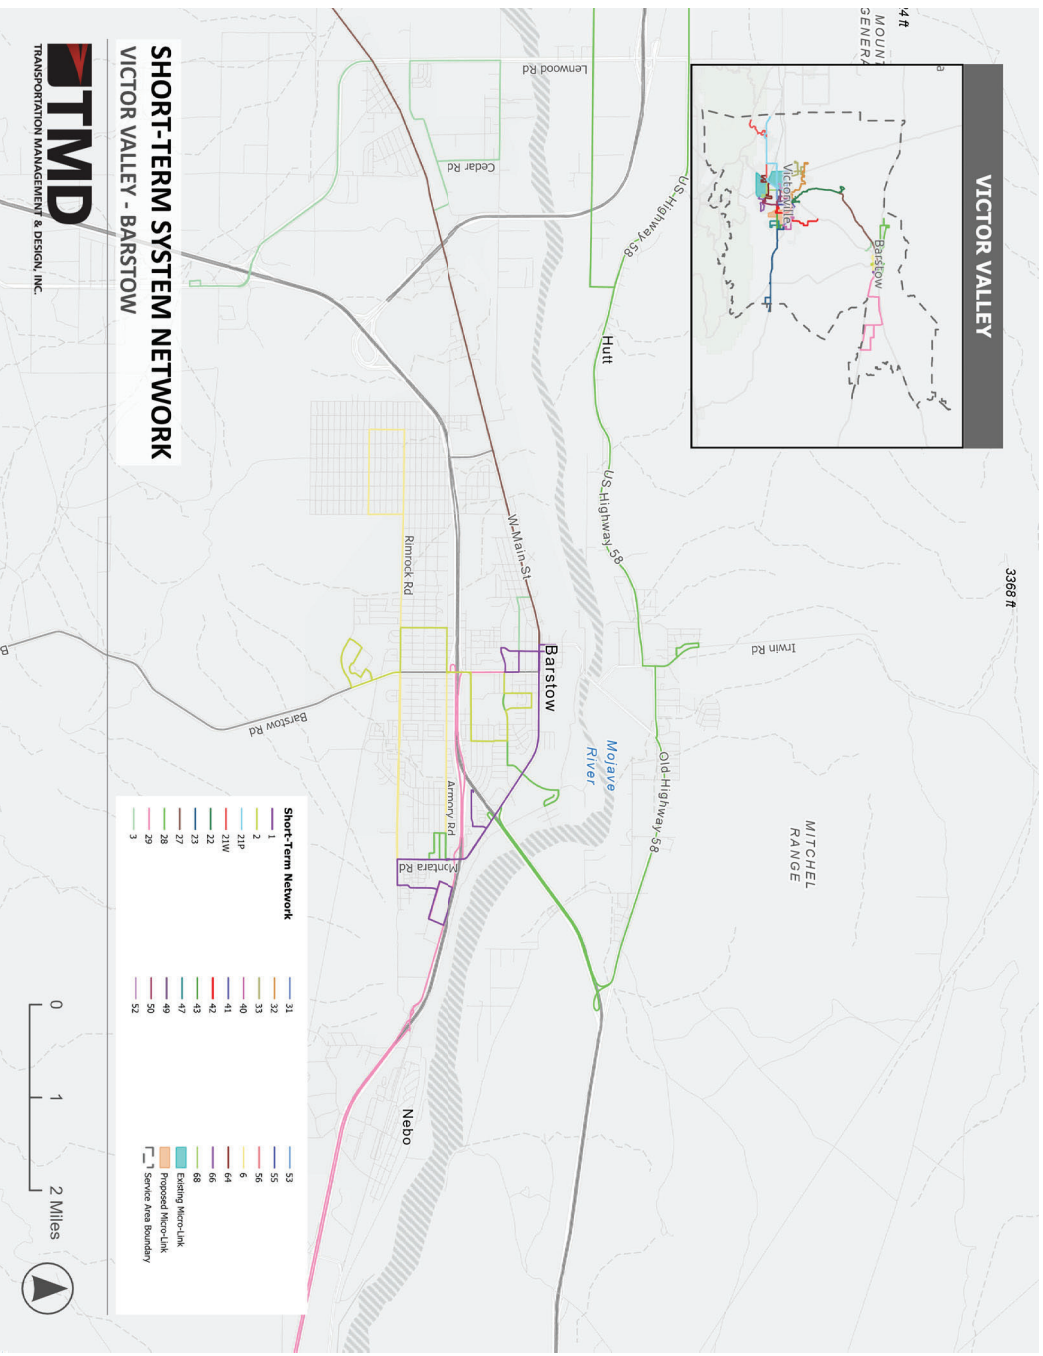 VICTOR VALLEY
Victorville
Barstow
4 ft
MOUNT
GENERA
a
3368 ft
Lenwood Rd
Cedar Rd
US-Highway-58
Hutt
US-Highway-58
W-Main-St
Rimrock Rd
Irwin Rd
Barstow
Mojave
River
Old-Highway-58
MITCHEL
RANGE
Barstow Rd
Armory Rd
Montara Rd
Nebo
Short-Term Network
1
2
21P
21W
22
23
27
28
29
3
31
32
33
40
41
42
43
47
49
50
52
53
55
56
6
64
66
68
Existing Micro-Link
Proposed Micro-Link
Service Area Boundary
SHORT-TERM SYSTEM NETWORK
VICTOR VALLEY - BARSTOW
TMD
TRANSPORTATION MANAGEMENT & DESIGN, INC.
0
1
2 Miles